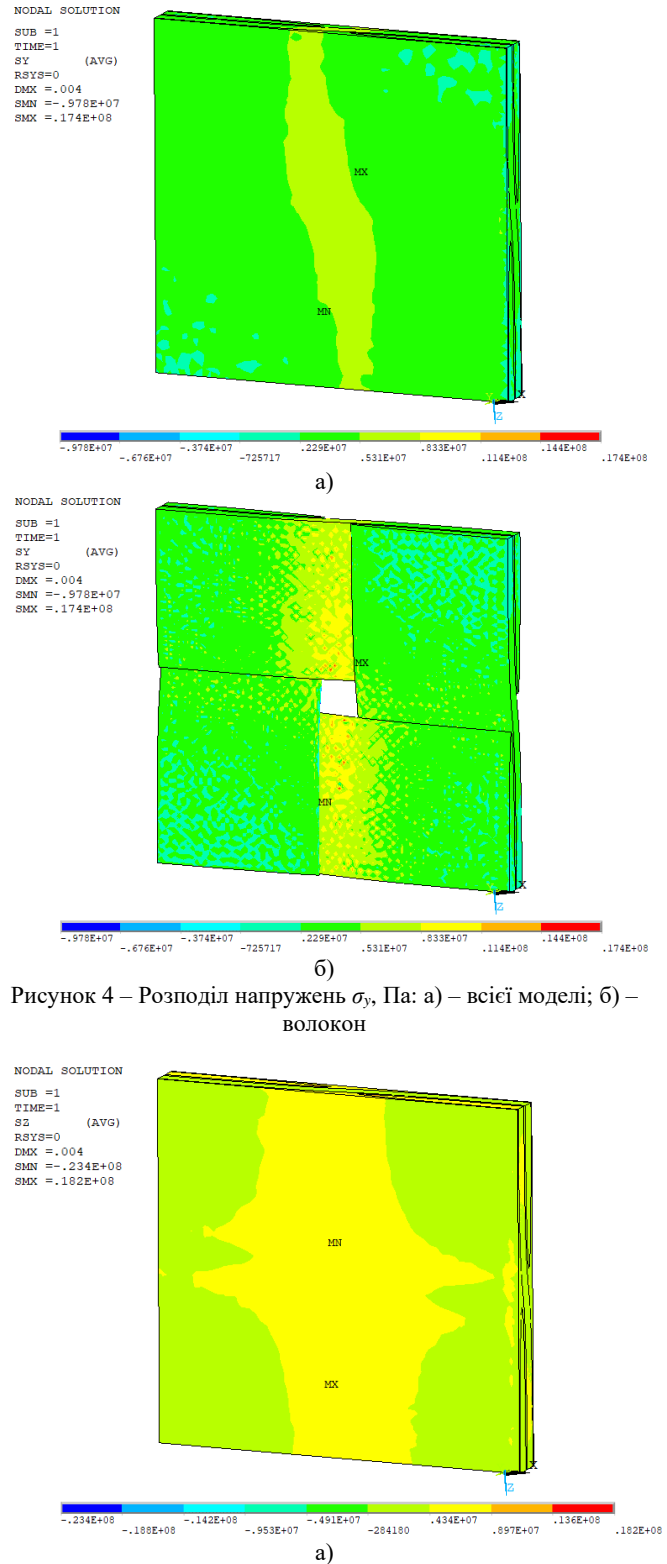 NODAL SOLUTION
SUB =1
TIME=1
SY (AVG)
RSYS=0
DMX =.004
SMN =-.978E+07
SMX =.174E+08
MX
MN
X
Z
-.978E+07 -.374E+07 .229E+07 .833E+07 .144E+08
-.676E+07 -725717 .531E+07 .114E+08 .174E+08
а)
NODAL SOLUTION
SUB =1
TIME=1
SY (AVG)
RSYS=0
DMX =.004
SMN =-.978E+07
SMX =.174E+08
MX
MN
X
Z
-.978E+07 -.374E+07 .229E+07 .833E+07 .144E+08
-.676E+07 -725717 .531E+07 .114E+08 .174E+08
б)
Рисунок 4 – Розподіл напружень σy, Па: а) – всієї моделі; б) –
волокон
NODAL SOLUTION
SUB =1
TIME=1
SZ (AVG)
RSYS=0
DMX =.004
SMN =-.234E+08
SMX =.182E+08
MN
MX
X
Z
-.234E+08 -.142E+08 -.491E+07 .434E+07 .136E+08
-.188E+08 -.953E+07 -284180 .897E+07 .182E+08
а)